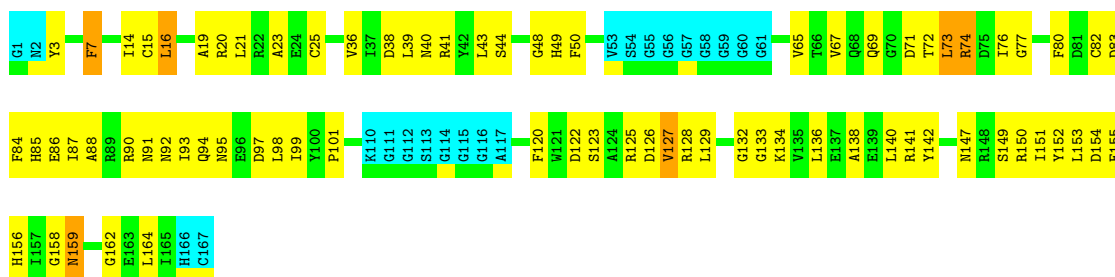 G1 N2 Y3 F7 I14 C15 L16 A19 R20 L21 R22 A23 E24 C25 V36 I37 D38 L39 N40 R41 Y42 L43 S44 G48 H49 F50 V53 S54 G55 G56 G57 G58 G59 G60 G61 V65 T66 V67 Q68 Q69 G70 D71 T72 L73 R74 D75 I76 G77 F80 D81 C82
F84 H85 E86 I87 A88 R89 R90 N91 N92 I93 Q94 N95 E96 D97 L98 I99 Y100 P101 K110 G111 G112 S113 G114 G115 G116 A117 F120 W121 D122 S123 A124 R125 D126 V127 R128 L129 G132 G133 K134 V135 L136 E137 A138 E139 L140 R141 Y142 N147 R148 S149 R150 I151 Y152 L153 D154
H156 I157 G158 N159 G162 E163 L164 I165 H166 C167